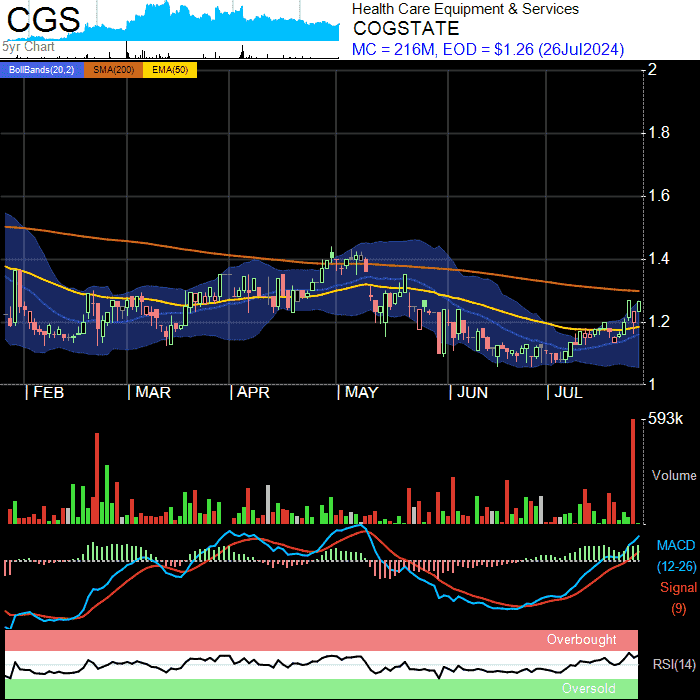 CGS
5yr Chart
Health Care Equipment & Services
COGSTATE
MC = 216M, EOD = $1.26 (26Jul2024)
BollBands(20,2) SMA(200) EMA(50)
2
1.8
1.6
1.4
1.2
1
FEB MAR APR MAY JUN JUL
593k
Volume
MACD
(12-26)
Signal
(9)
Overbought
RSI(14)
Oversold